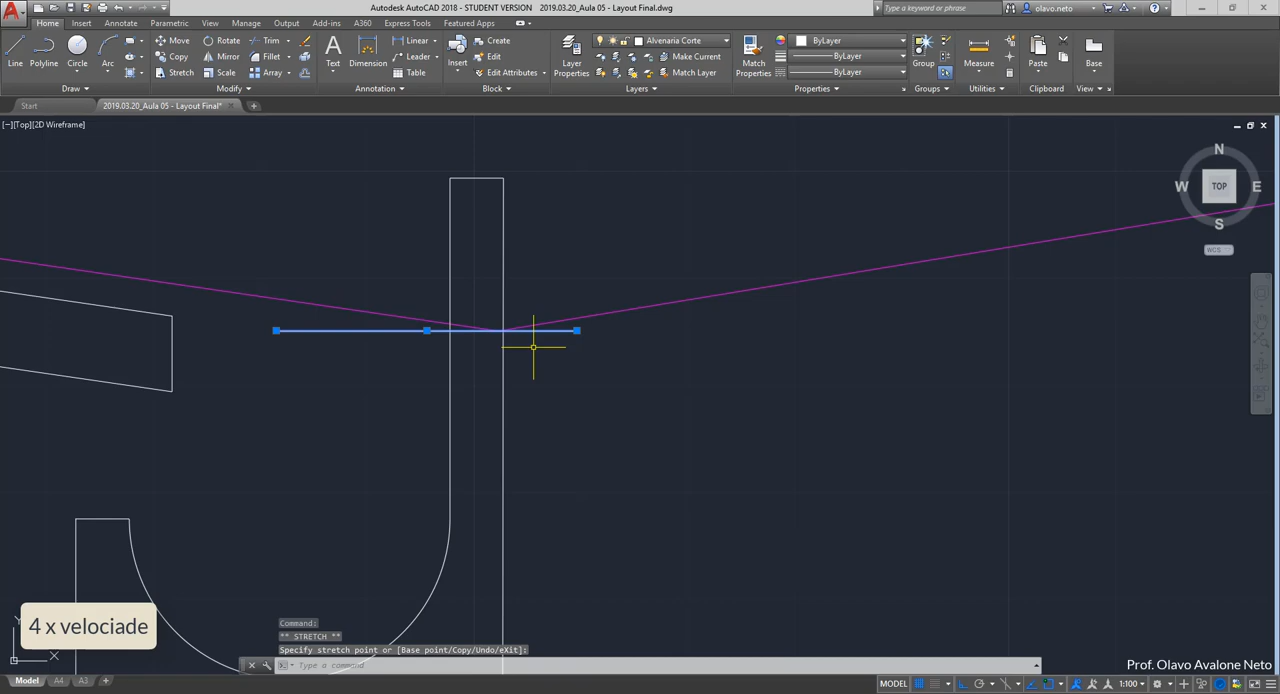 Autodesk AutoCAD 2018 - STUDENT VERSION 2019.03.20_Aula 05 - Layout Final.dwg
Type a keyword or phrase
olavo.neto
Home Insert Annotate Parametric View Manage Output Add-ins A360 Express Tools Featured Apps
Line Polyline Circle Arc
Move Rotate Trim
Copy Mirror Fillet
Stretch Scale Array
Text Dimension
Linear
Leader
Table
Insert
Create
Edit
Edit Attributes
Layer Properties
Alvenaria Corte
Make Current
Match Layer
Match Properties
ByLayer
ByLayer
ByLayer
Group Measure Paste Base
Draw Modify Annotation Block Layers Properties Groups Utilities Clipboard View
Start 2019.03.20_Aula 05 - Layout Final*
[−][Top][2D Wireframe]
N
W TOP E
S
WCS
4 x velociade
Y
X
Command:
** STRETCH **
Specify stretch point or [Base point/Copy/Undo/eXit]:
Type a command
Prof. Olavo Avalone Neto
Model A4 A3
MODEL 1:100